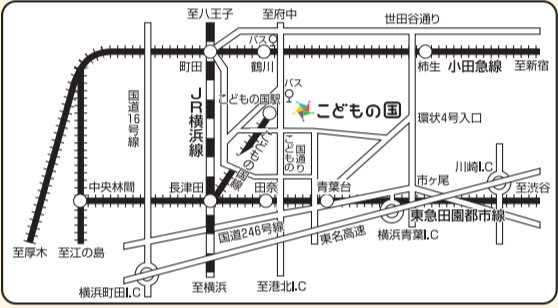 至八王子
至府中
世田谷通り
バス
町田
鶴川
柿生
小田急線
至新宿
国道16号線
JR横浜線
バス
こどもの国駅
こどもの国
環状4号入口
こどもの国線
こどもの
国通り
川崎I.C
中央林間
長津田
田奈
青葉台
市ヶ尾
至渋谷
東急田園都市線
国道246号線
東名高速
横浜青葉I.C
至厚木
至江の島
横浜町田I.C
至横浜
至港北I.C